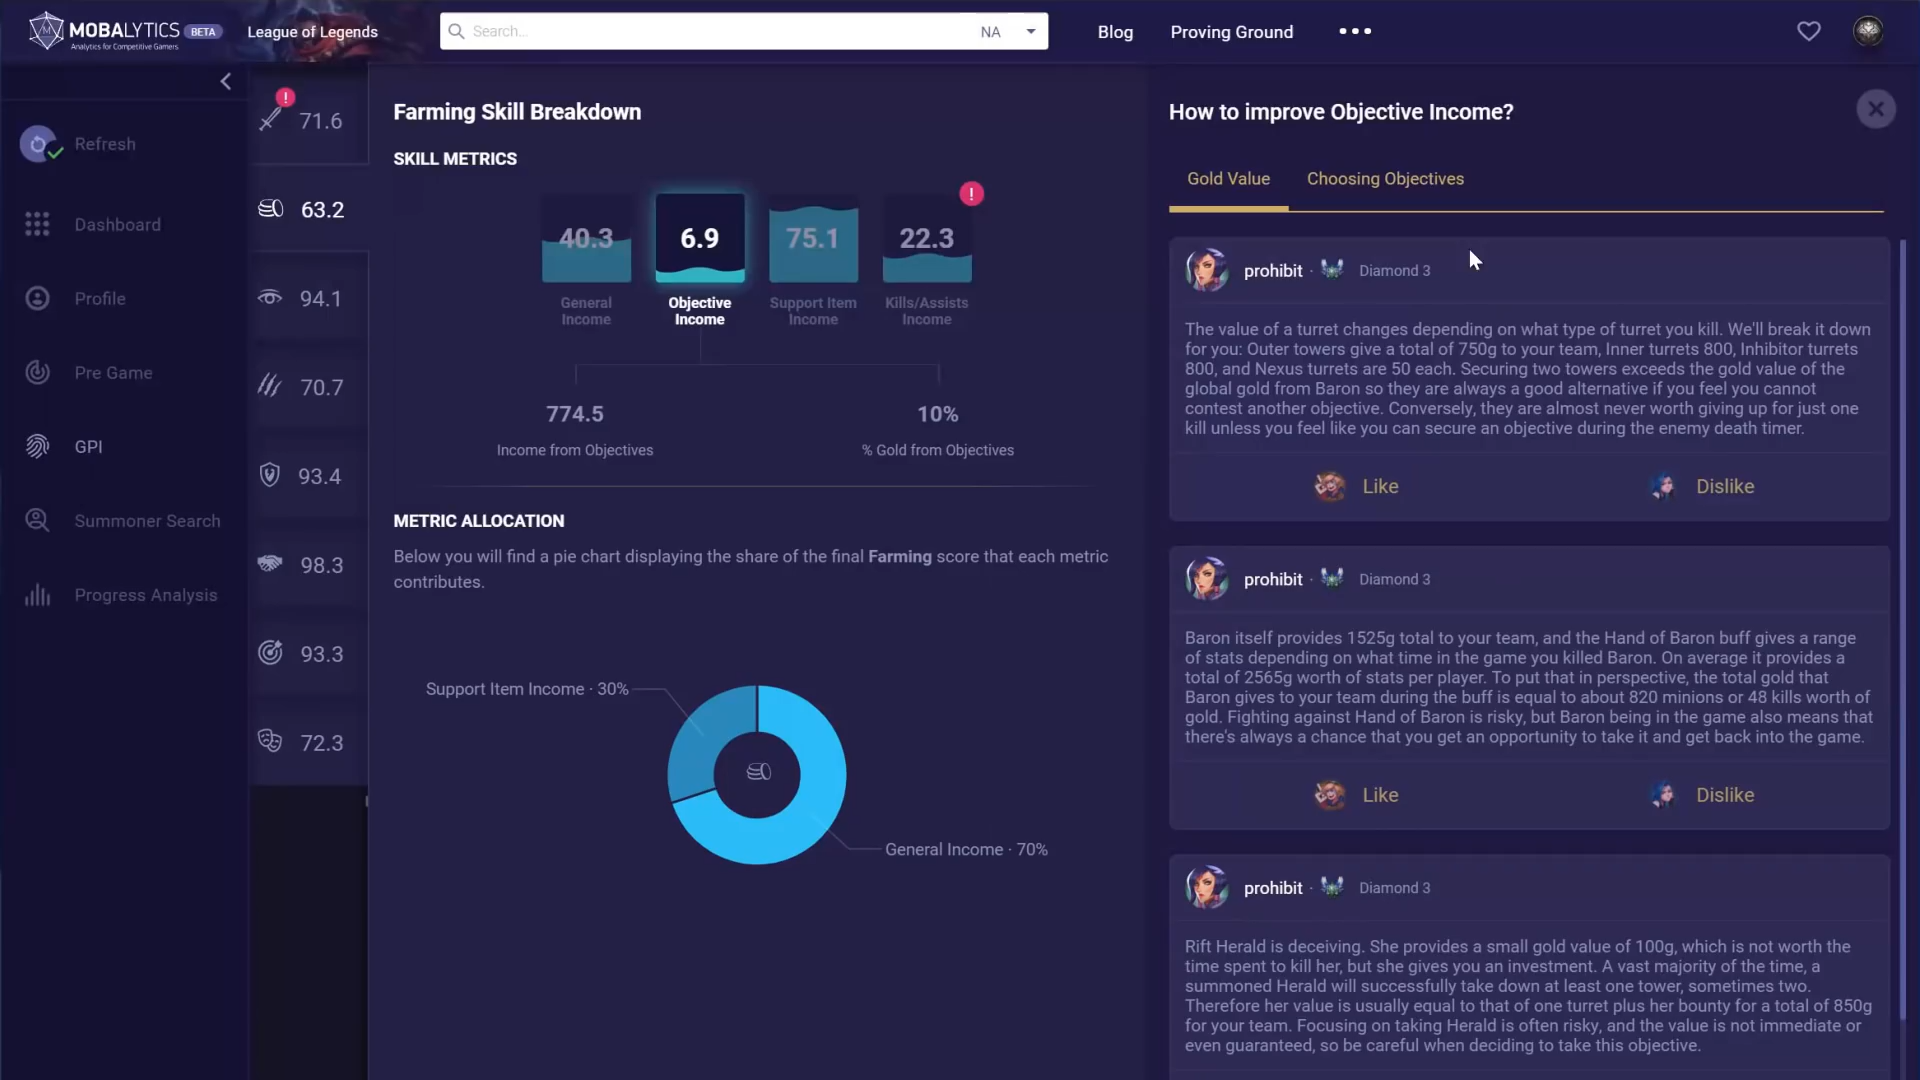 MOBALYTICS BETA
Analytics for Competitive Gamers
League of Legends
Search...
NA
Blog
Proving Ground
Refresh
Dashboard
Profile
Pre Game
GPI
Summoner Search
Progress Analysis
! 71.6
63.2
94.1
70.7
93.4
98.3
93.3
72.3
Farming Skill Breakdown
SKILL METRICS
!
40.3 6.9 75.1 22.3
General Objective Support Item Kills/Assists
Income Income Income Income
774.5 10%
Income from Objectives % Gold from Objectives
METRIC ALLOCATION
Below you will find a pie chart displaying the share of the final Farming score that each metric
contributes.
Support Item Income · 30%
General Income · 70%
How to improve Objective Income?
Gold Value Choosing Objectives
prohibit · Diamond 3
The value of a turret changes depending on what type of turret you kill. We'll break it down
for you: Outer towers give a total of 750g to your team, Inner turrets 800, Inhibitor turrets
800, and Nexus turrets are 50 each. Securing two towers exceeds the gold value of the
global gold from Baron so they are always a good alternative if you feel you cannot
contest another objective. Conversely, they are almost never worth giving up for just one
kill unless you feel like you can secure an objective during the enemy death timer.
Like Dislike
prohibit · Diamond 3
Baron itself provides 1525g total to your team, and the Hand of Baron buff gives a range
of stats depending on what time in the game you killed Baron. On average it provides a
total of 2565g worth of stats per player. To put that in perspective, the total gold that
Baron gives to your team during the buff is equal to about 820 minions or 48 kills worth of
gold. Fighting against Hand of Baron is risky, but Baron being in the game also means that
there's always a chance that you get an opportunity to take it and get back into the game.
Like Dislike
prohibit · Diamond 3
Rift Herald is deceiving. She provides a small gold value of 100g, which is not worth the
time spent to kill her, but she gives you an investment. A vast majority of the time, a
summoned Herald will successfully take down at least one tower, sometimes two.
Therefore her value is usually equal to that of one turret plus her bounty for a total of 850g
for your team. Focusing on taking Herald is often risky, and the value is not immediate or
even guaranteed, so be careful when deciding to take this objective.